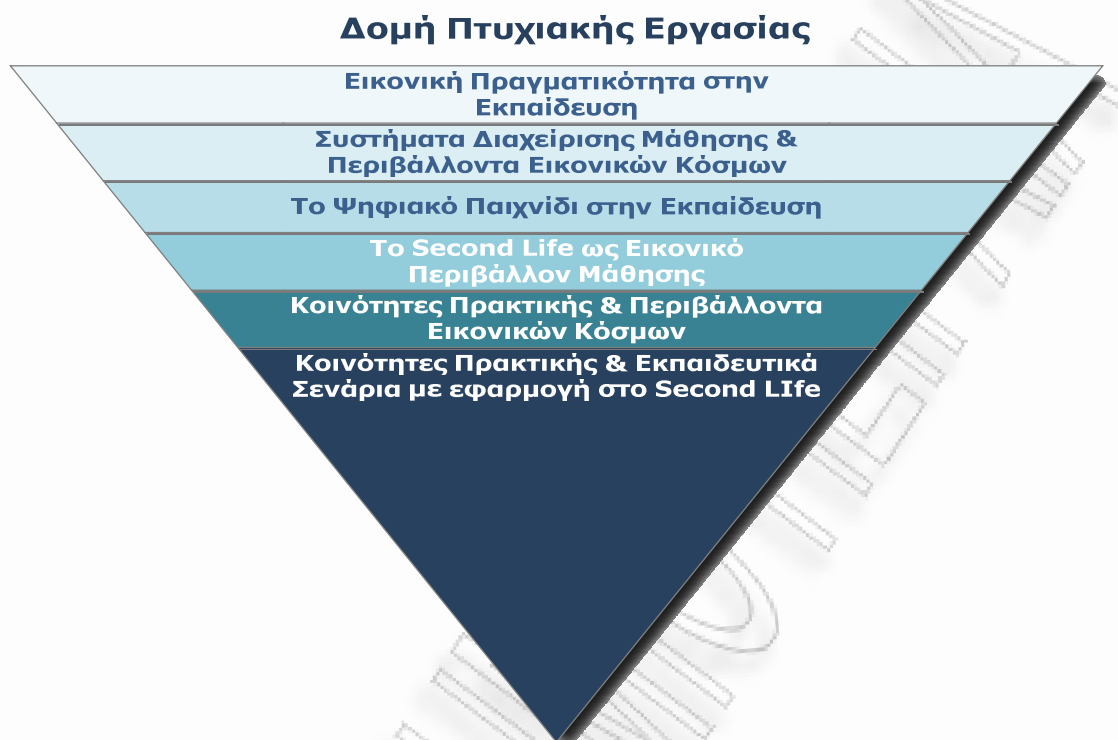 Δομή Πτυχιακής Εργασίας
Εικονική Πραγματικότητα στην
Εκπαίδευση
Συστήματα Διαχείρισης Μάθησης &
Περιβάλλοντα Εικονικών Κόσμων
Το Ψηφιακό Παιχνίδι στην Εκπαίδευση
Το Second Life ως Εικονικό
Περιβάλλον Μάθησης
Κοινότητες Πρακτικής & Περιβάλλοντα
Εικονικών Κόσμων
Κοινότητες Πρακτικής & Εκπαιδευτικά
Σενάρια με εφαρμογή στο Second LIfe